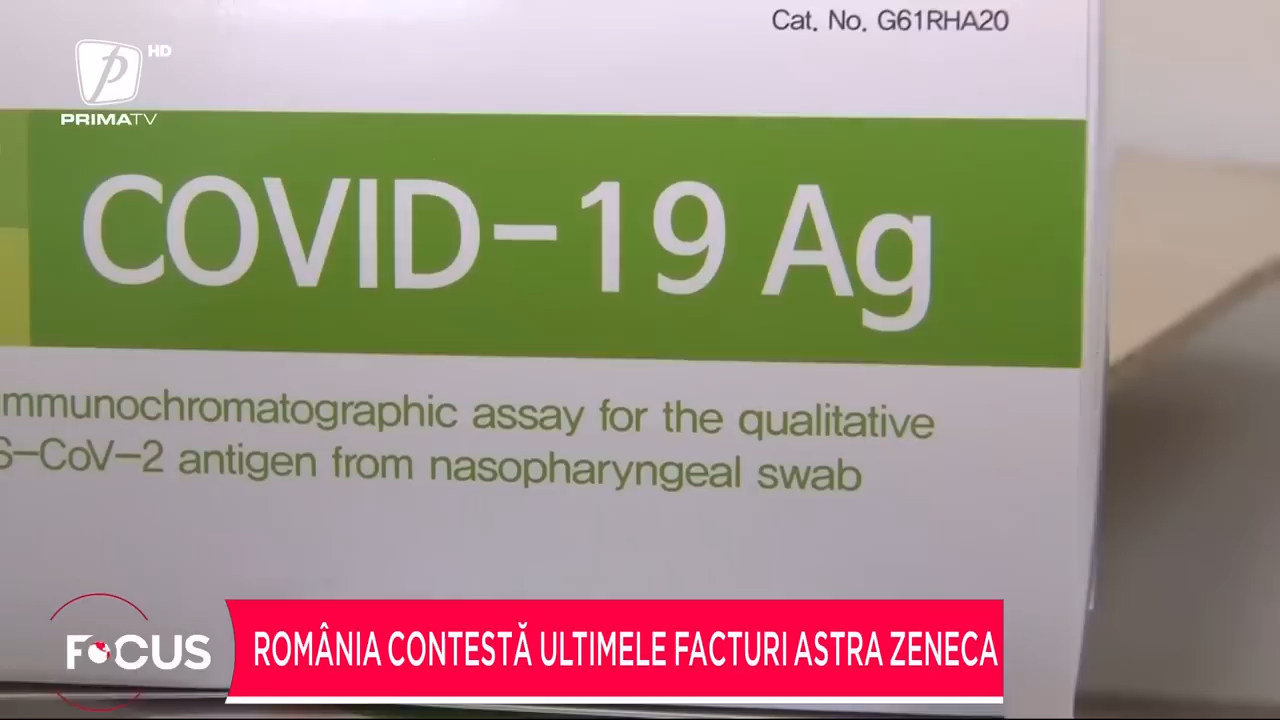 Cat. No. G61RHA20
HD
PRIMATV
COVID-19 Ag
mmunochromatographic assay for the qualitative
S-CoV-2 antigen from nasopharyngeal swab
FOCUS
ROMÂNIA CONTESTĂ ULTIMELE FACTURI ASTRA ZENECA